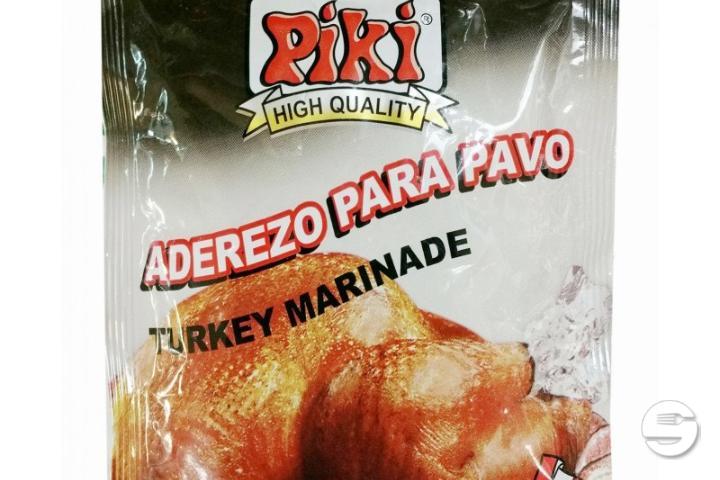 Piki®
HIGH QUALITY
ADEREZO PARA PAVO
TURKEY MARINADE